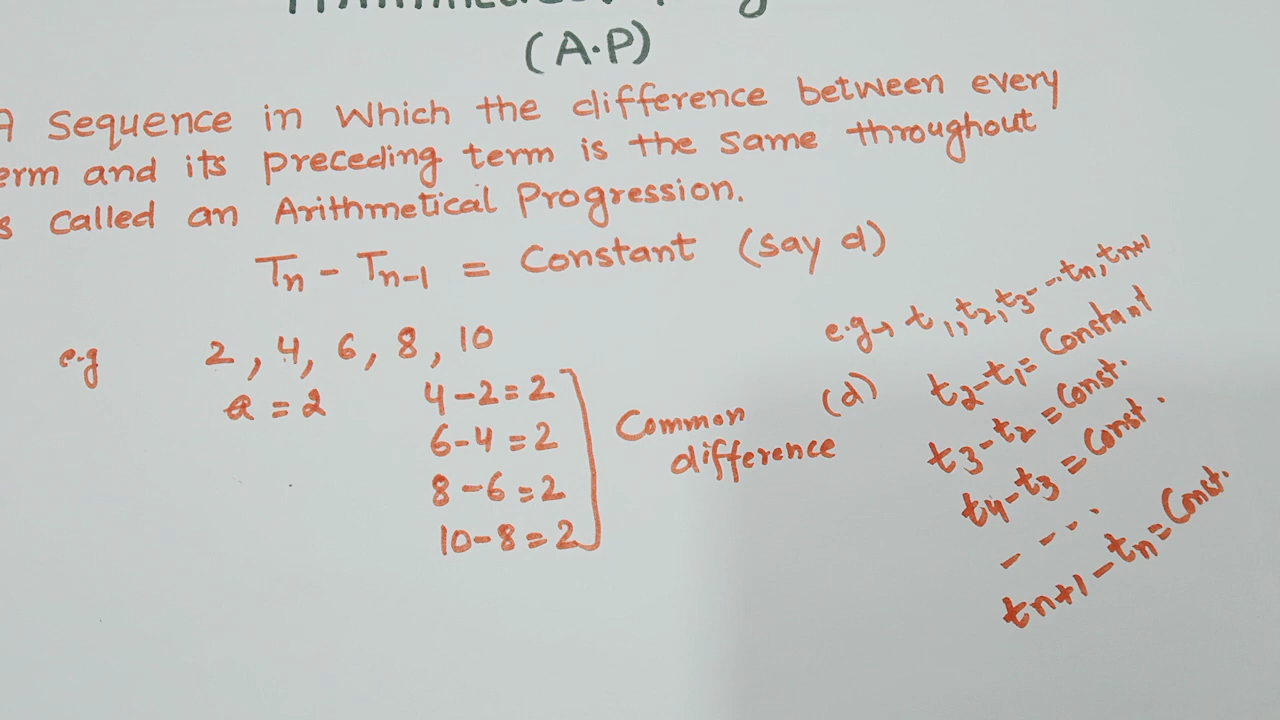 (A.P)
A Sequence in Which the difference between every
erm and its preceding term is the same throughout
s called an Arithmetical Progression.
Tn - Tn-1 = Constant (say d)
e.g 2, 4, 6, 8, 10
a = 2
4-2=2
6-4=2
8-6=2
10-8=2
Common
difference
(d)
e.g→ t1, t2, t3- - ..tn, tn+1
t2-t1= Constant
t3-t2 = Const.
t4-t3 = Const.
- - . . .
tn+1 - tn = Const.